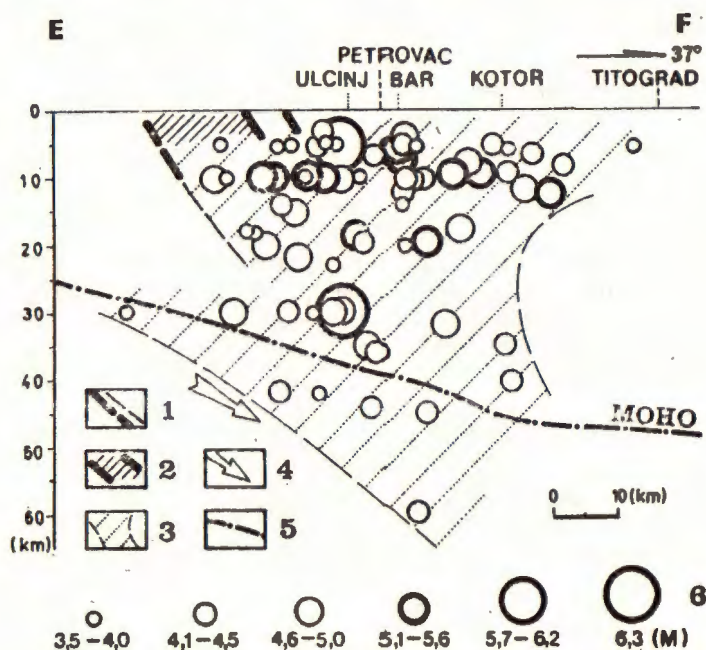 E F
PETROVAC 37°
ULCINJ BAR KOTOR TITOGRAD
0
10
20
30
40
50
60
(km)
MOHO
1
2
3
4
5
0 10 (km)
6
3,5–4,0 4,1–4,5 4,6–5,0 5,1–5,6 5,7–6,2 6,3 (M)